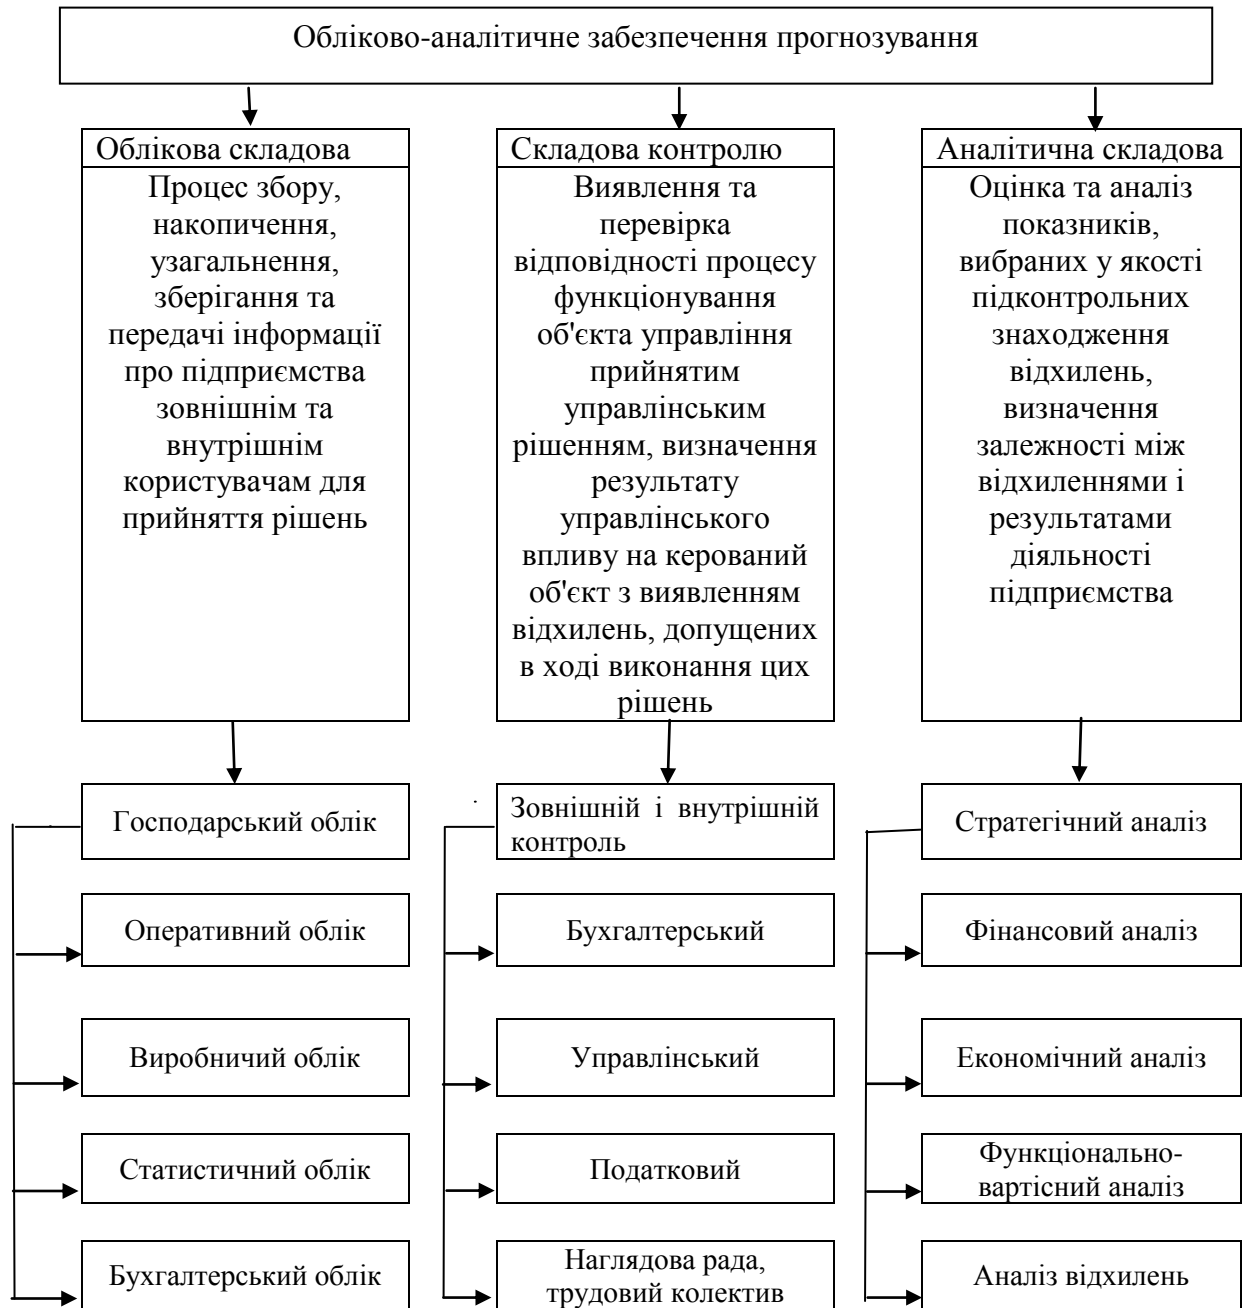 Обліково-аналітичне забезпечення прогнозування
Облікова складова
Процес збору,
накопичення,
узагальнення,
зберігання та
передачі інформації
про підприємства
зовнішнім та
внутрішнім
користувачам для
прийняття рішень
Складова контролю
Виявлення та
перевірка
відповідності процесу
функціонування
об'єкта управління
прийнятим
управлінським
рішенням, визначення
результату
управлінського
впливу на керований
об'єкт з виявленням
відхилень, допущених
в ході виконання цих
рішень
Аналітична складова
Оцінка та аналіз
показників,
вибраних у якості
підконтрольних
знаходження
відхилень,
визначення
залежності між
відхиленнями і
результатами
діяльності
підприємства
Господарський облік
Оперативний облік
Виробничий облік
Статистичний облік
Бухгалтерський облік
Зовнішній і внутрішній
контроль
Бухгалтерський
Управлінський
Податковий
Наглядова рада,
трудовий колектив
Стратегічний аналіз
Фінансовий аналіз
Економічний аналіз
Функціонально-
вартісний аналіз
Аналіз відхилень